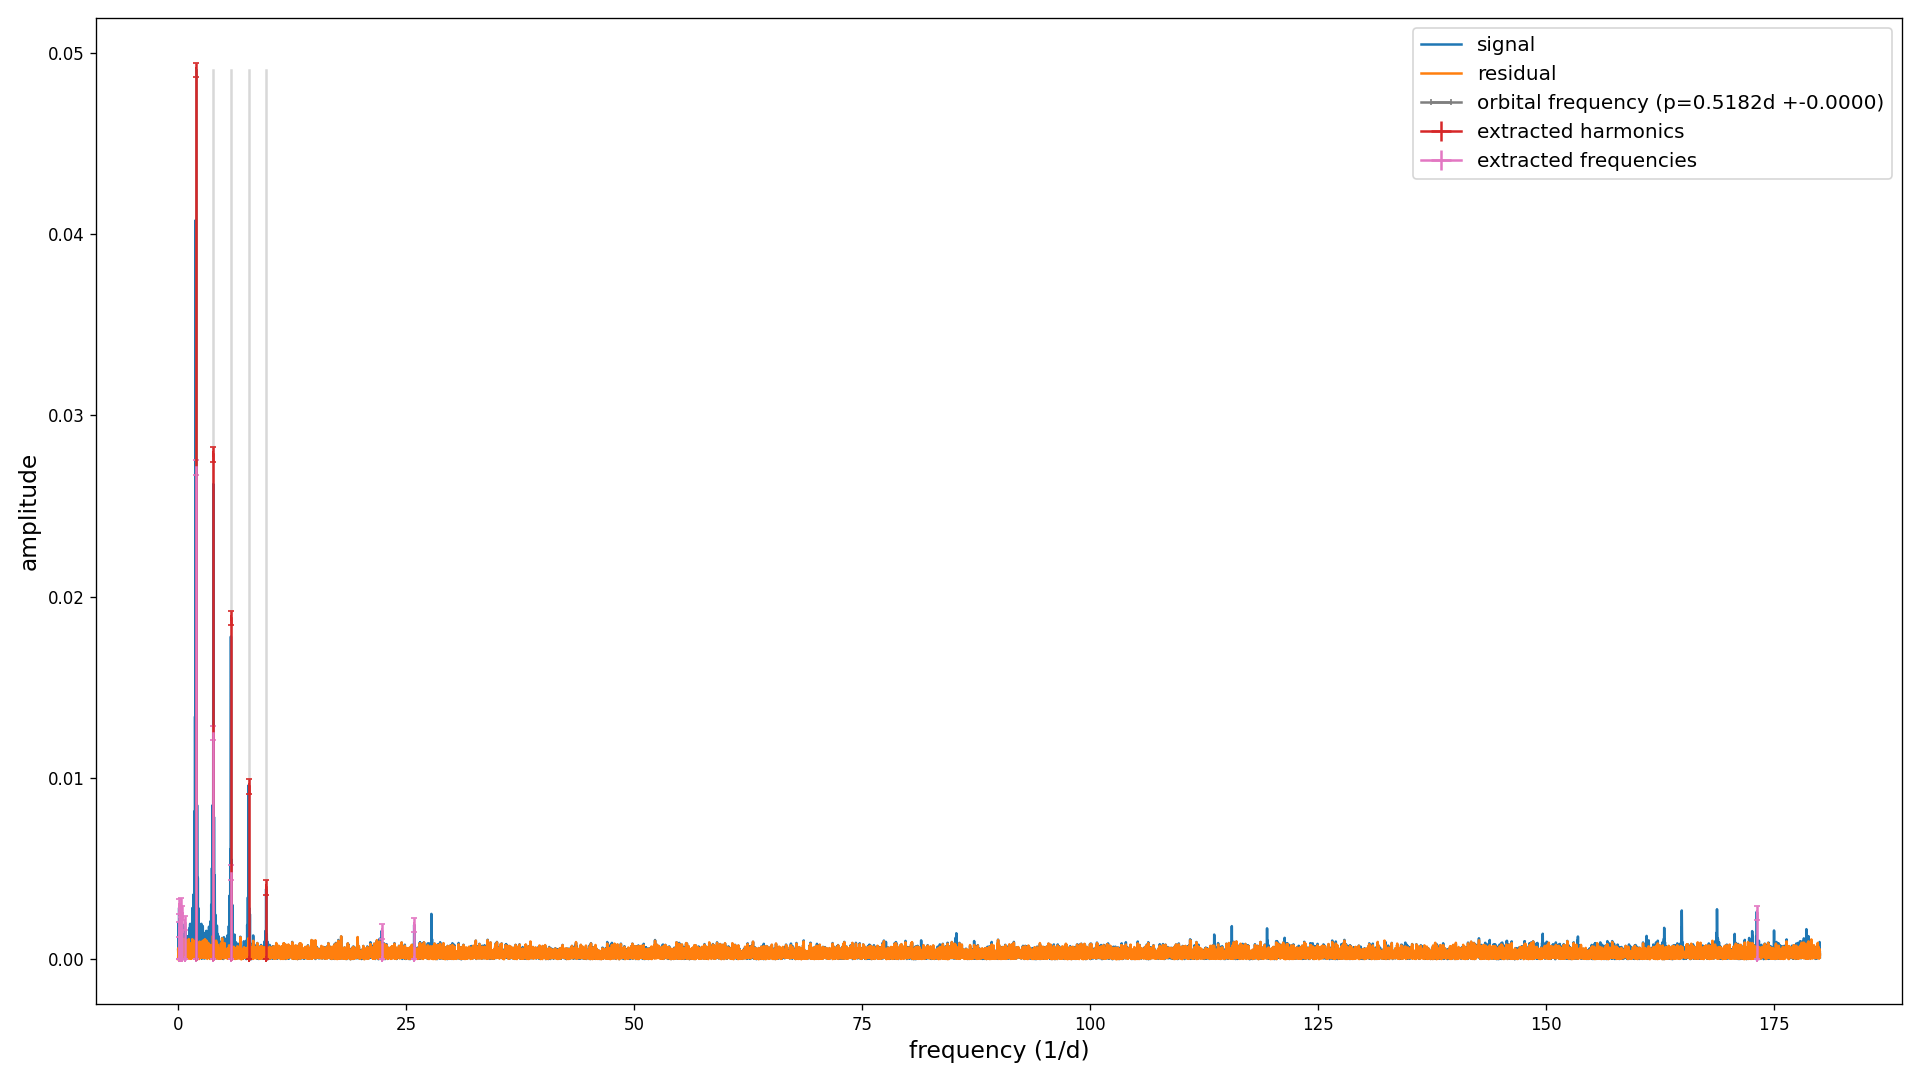 0.05
0.04
0.03
0.02
0.01
0.00
amplitude
0
25
50
75
100
125
150
175
frequency (1/d)
signal
residual
orbital frequency (p=0.5182d +-0.0000)
extracted harmonics
extracted frequencies